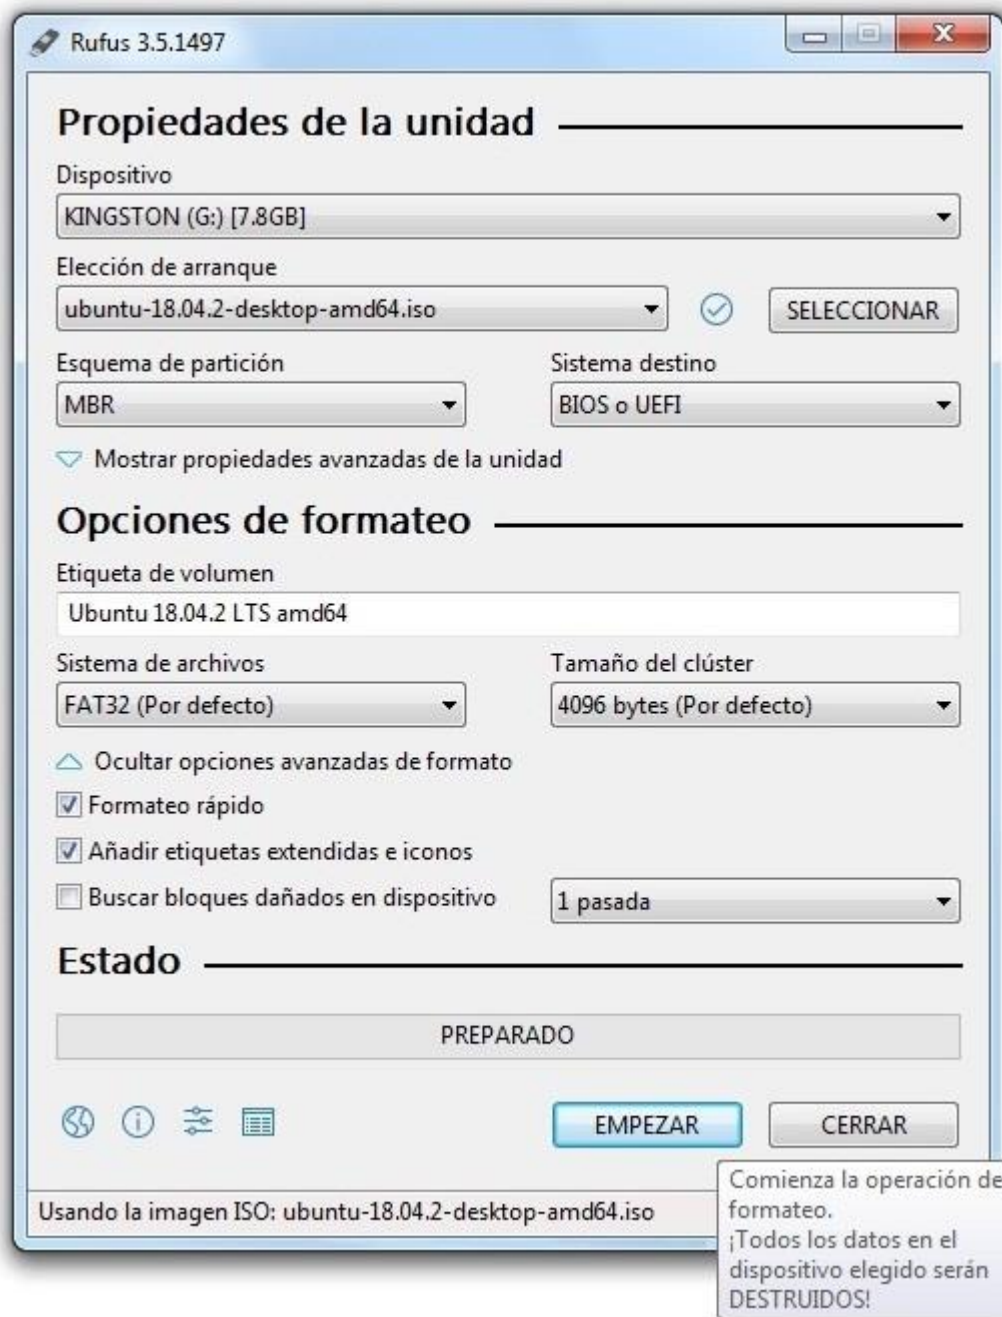 Rufus 3.5.1497
Propiedades de la unidad
Dispositivo
KINGSTON (G:) [7.8GB]
Elección de arranque
ubuntu-18.04.2-desktop-amd64.iso
SELECCIONAR
Esquema de partición
Sistema destino
MBR
BIOS o UEFI
Mostrar propiedades avanzadas de la unidad
Opciones de formateo
Etiqueta de volumen
Ubuntu 18.04.2 LTS amd64
Sistema de archivos
Tamaño del clúster
FAT32 (Por defecto)
4096 bytes (Por defecto)
Ocultar opciones avanzadas de formato
Formateo rápido
Añadir etiquetas extendidas e iconos
Buscar bloques dañados en dispositivo
1 pasada
Estado
PREPARADO
EMPEZAR
CERRAR
Usando la imagen ISO: ubuntu-18.04.2-desktop-amd64.iso
Comienza la operación de
formateo.
¡Todos los datos en el
dispositivo elegido serán
DESTRUIDOS!